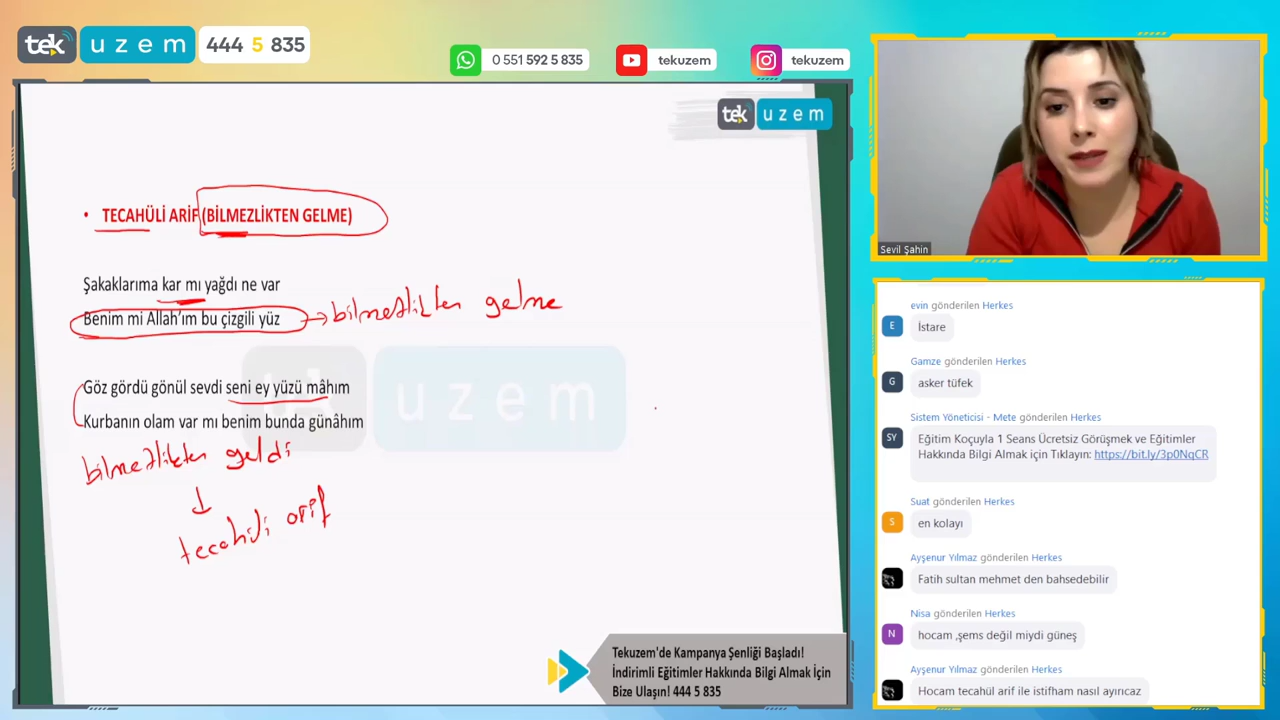 tek uzem 444 5 835
0 551 592 5 835
tekuzem
tekuzem
tek uzem
• TECAHÜLİ ARİF (BİLMEZLİKTEN GELME)
Şakaklarıma kar mı yağdı ne var
Benim mi Allah'ım bu çizgili yüz → bilmezlikten gelme
Göz gördü gönül sevdi seni ey yüzü mâhım
Kurbanın olam var mı benim bunda günâhım
bilmezlikten geldi
↓
tecahüli arif
uzem
Tekuzem'de Kampanya Şenliği Başladı!
İndirimli Eğitimler Hakkında Bilgi Almak İçin
Bize Ulaşın! 444 5 835
Sevil Şahin
evin gönderilen Herkes
E
İstare
Gamze gönderilen Herkes
G
asker tüfek
Sistem Yöneticisi - Mete gönderilen Herkes
SY
Eğitim Koçuyla 1 Seans Ücretsiz Görüşmek ve Eğitimler
Hakkında Bilgi Almak için Tıklayın: https://bit.ly/3p0NqCR
Suat gönderilen Herkes
S
en kolayı
Ayşenur Yılmaz gönderilen Herkes
Fatih sultan mehmet den bahsedebilir
Nisa gönderilen Herkes
N
hocam ,şems değil miydi güneş
Ayşenur Yılmaz gönderilen Herkes
Hocam tecahül arif ile istifham nasıl ayırıcaz